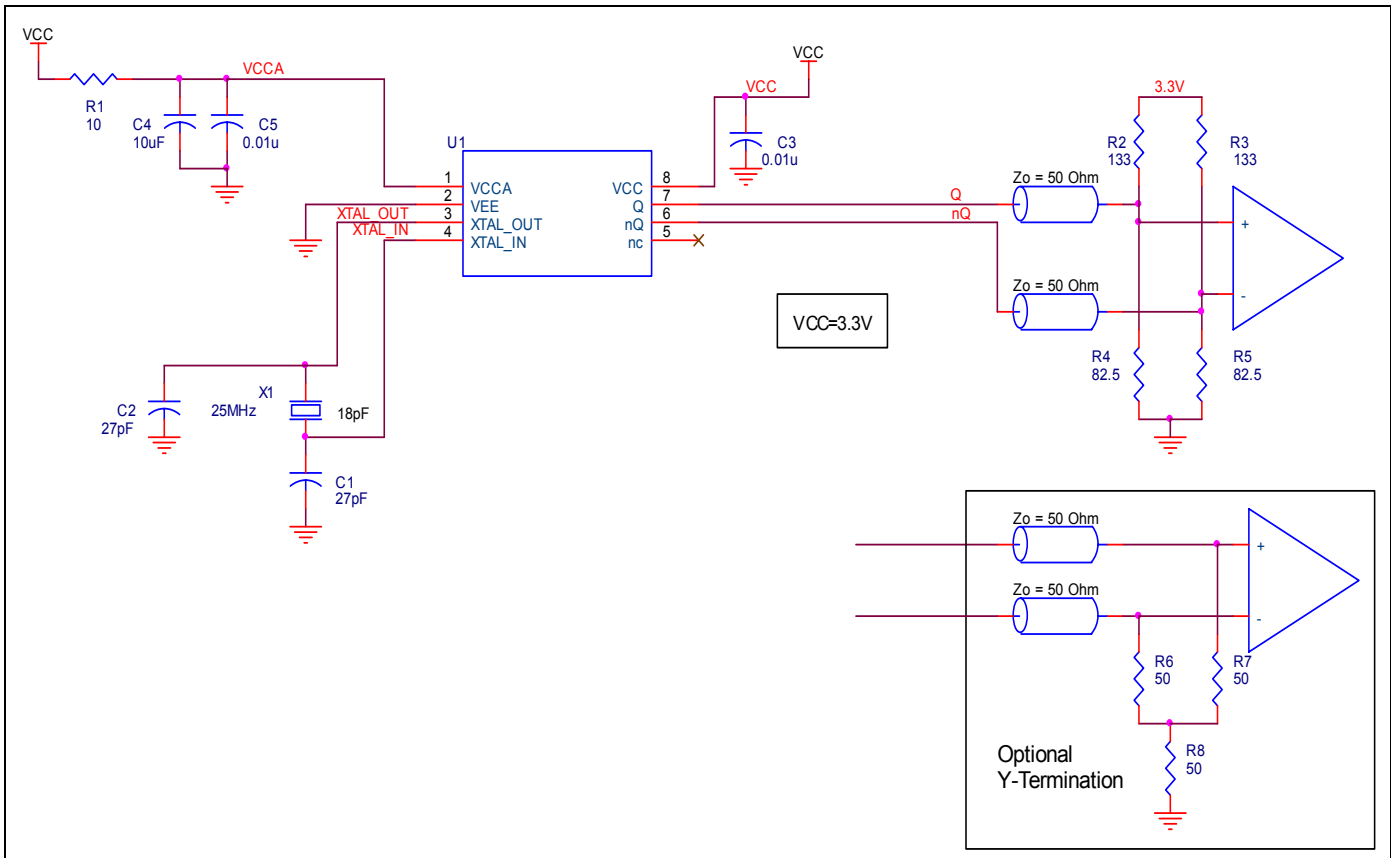 VCC
VCCA
R1
10
C4
10uF
C5
0.01u
VCC
VCC
C3
0.01u
U1
1
VCCA
2
VEE
3
XTAL_OUT
4
XTAL_IN
XTAL_OUT
XTAL_IN
VCC
8
Q
7
nQ
6
nc
5
Q
nQ
Zo = 50 Ohm
Zo = 50 Ohm
3.3V
R2
133
R3
133
+
-
R4
82.5
R5
82.5
VCC=3.3V
C2
27pF
X1
25MHz
18pF
C1
27pF
Zo = 50 Ohm
Zo = 50 Ohm
+
-
R6
50
R7
50
R8
50
Optional
Y-Termination